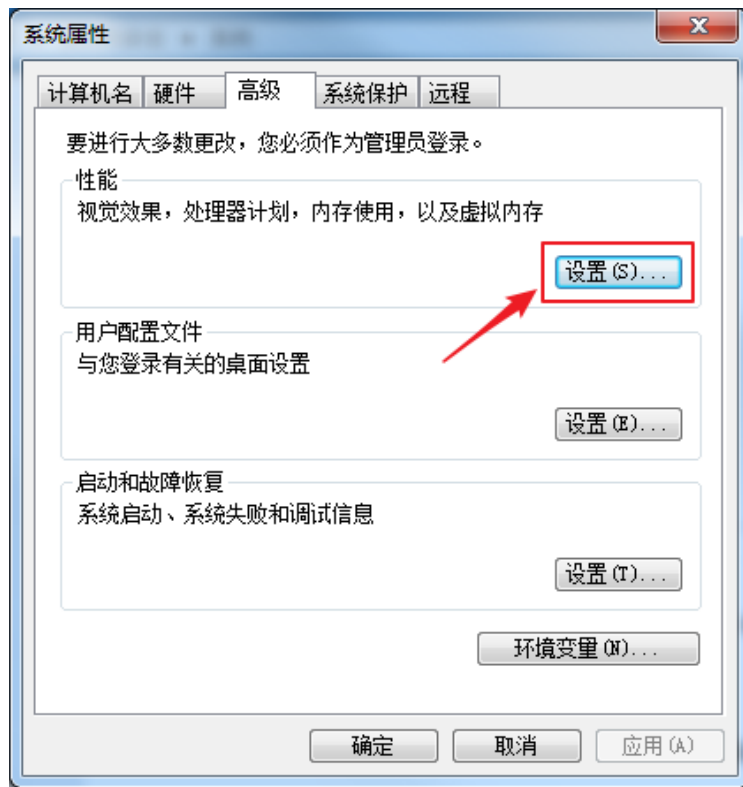 系统属性
计算机名 硬件 高级 系统保护 远程
要进行大多数更改，您必须作为管理员登录。
性能
视觉效果，处理器计划，内存使用，以及虚拟内存
设置(S)...
用户配置文件
与您登录有关的桌面设置
设置(E)...
启动和故障恢复
系统启动、系统失败和调试信息
设置(T)...
环境变量(N)...
确定 取消 应用(A)